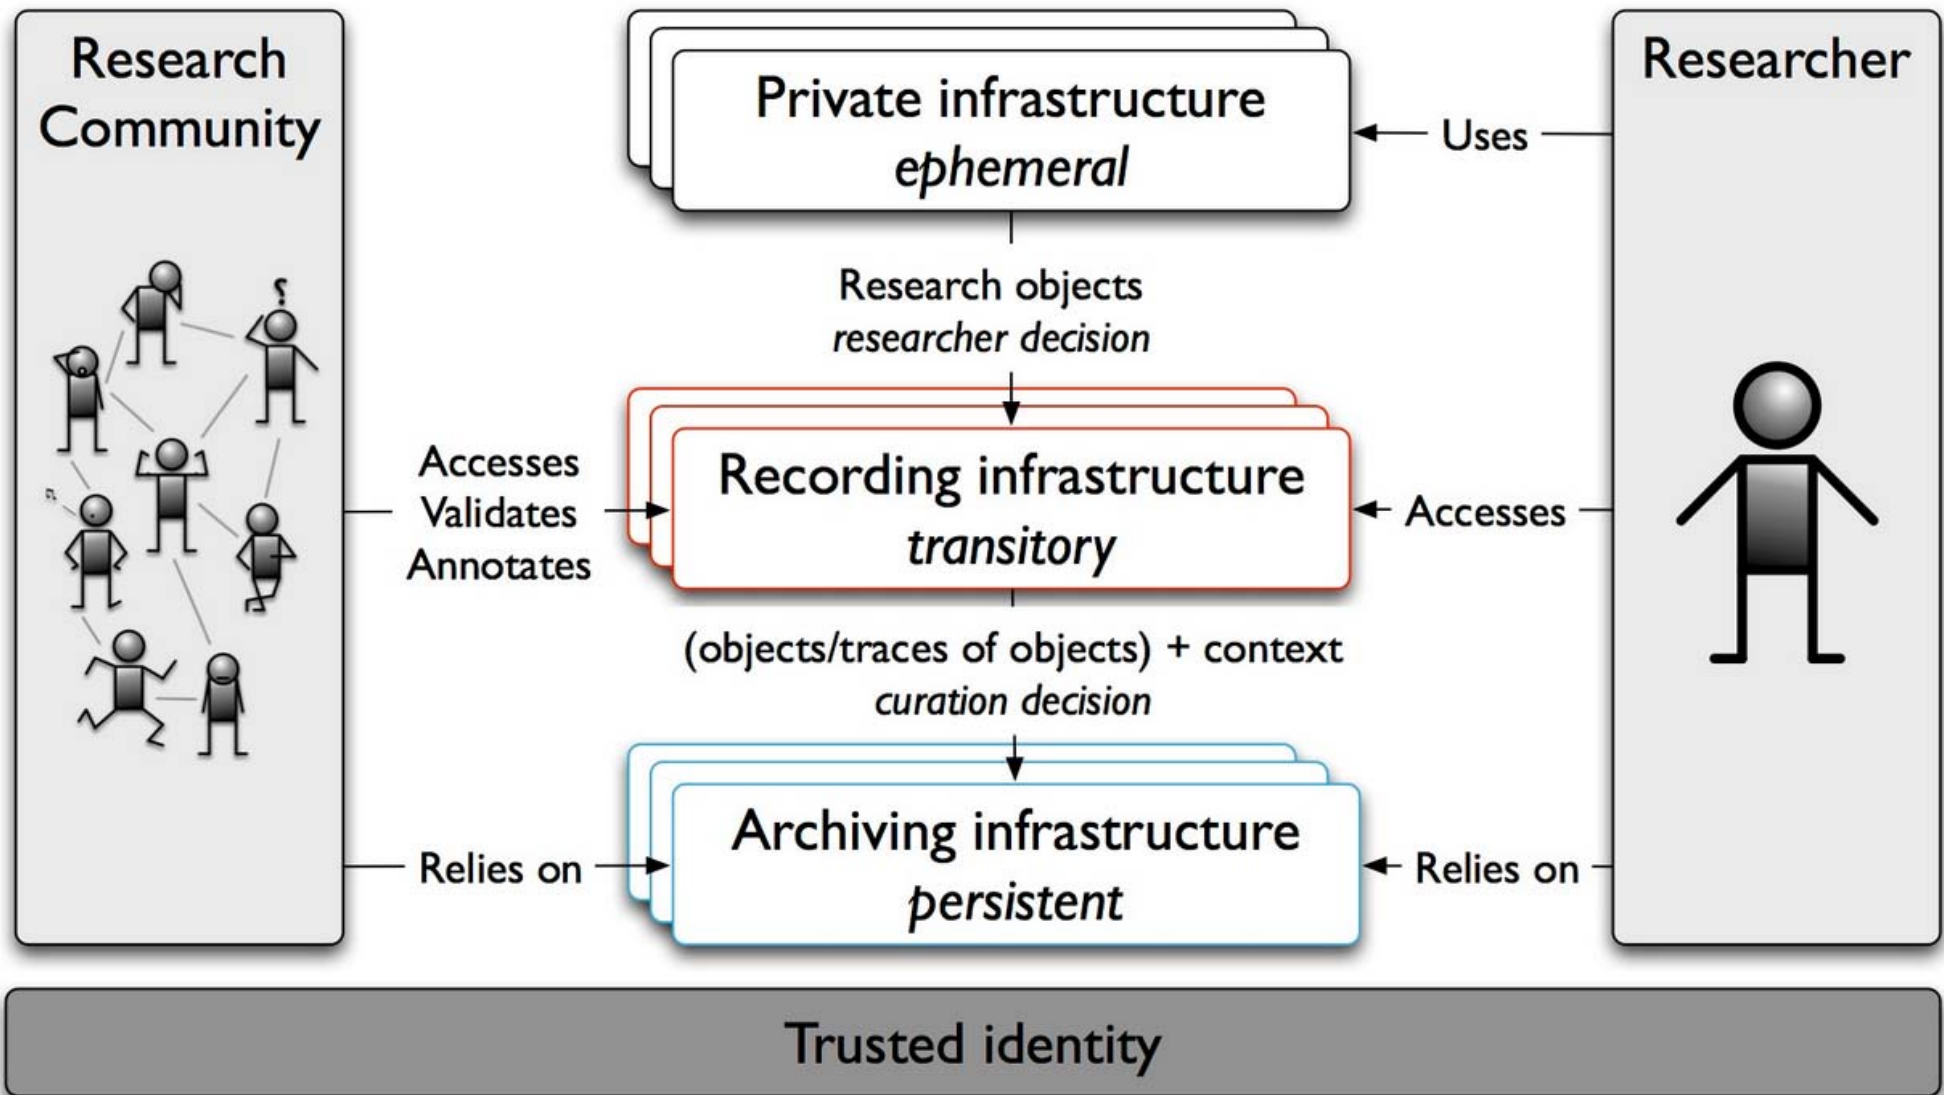 Research
Community
Private infrastructure
ephemeral
Researcher
Uses
Research objects
researcher decision
?
Accesses
Validates
Annotates
Recording infrastructure
transitory
Accesses
(objects/traces of objects) + context
curation decision
Relies on
Archiving infrastructure
persistent
Relies on
Trusted identity